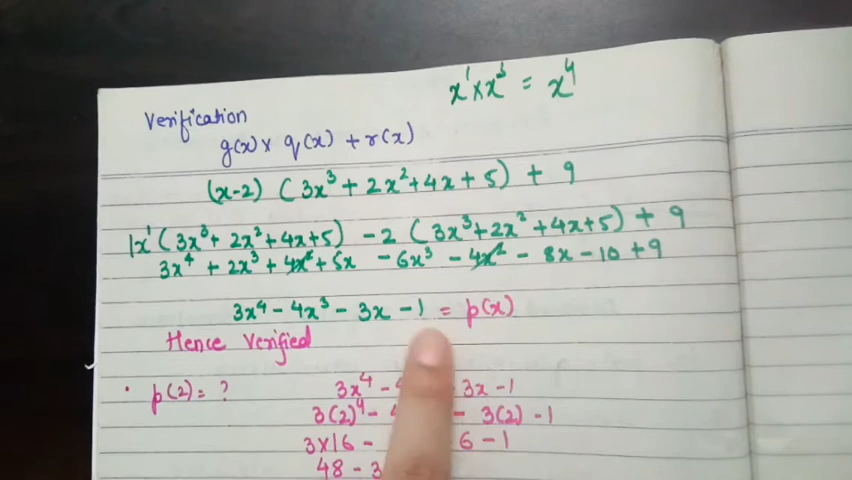 x¹ × x³ = x⁴
Verification
g(x) × q(x) + r(x)
(x-2) (3x³ + 2x² + 4x + 5) + 9
1x¹ (3x³ + 2x² + 4x + 5) - 2 (3x³ + 2x² + 4x + 5) + 9
3x⁴ + 2x³ + 4x² + 5x - 6x³ - 4x² - 8x - 10 + 9
3x⁴ - 4x³ - 3x - 1 = p(x)
Hence Verified
p(2) = ? 3x⁴ - 3x - 1
3(2)⁴ - - 3(2) - 1
3×16 - 6 - 1
48 - 3